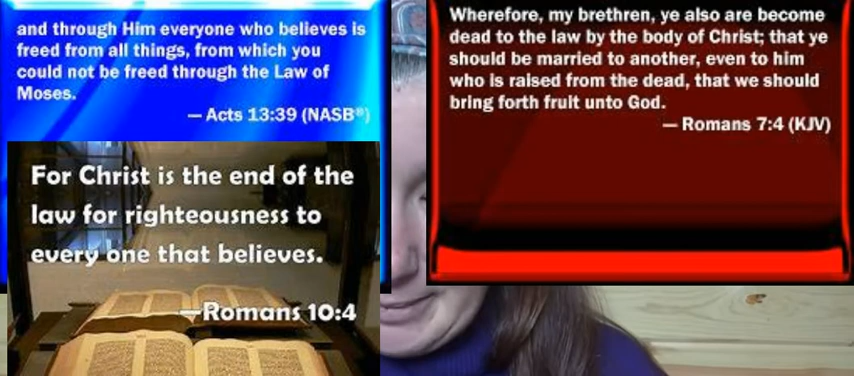 and through Him everyone who believes is
freed from all things, from which you
could not be freed through the Law of
Moses.
— Acts 13:39 (NASB®)
For Christ is the end of the
law for righteousness to
every one that believes.
—Romans 10:4
Wherefore, my brethren, ye also are become
dead to the law by the body of Christ; that ye
should be married to another, even to him
who is raised from the dead, that we should
bring forth fruit unto God.
— Romans 7:4 (KJV)